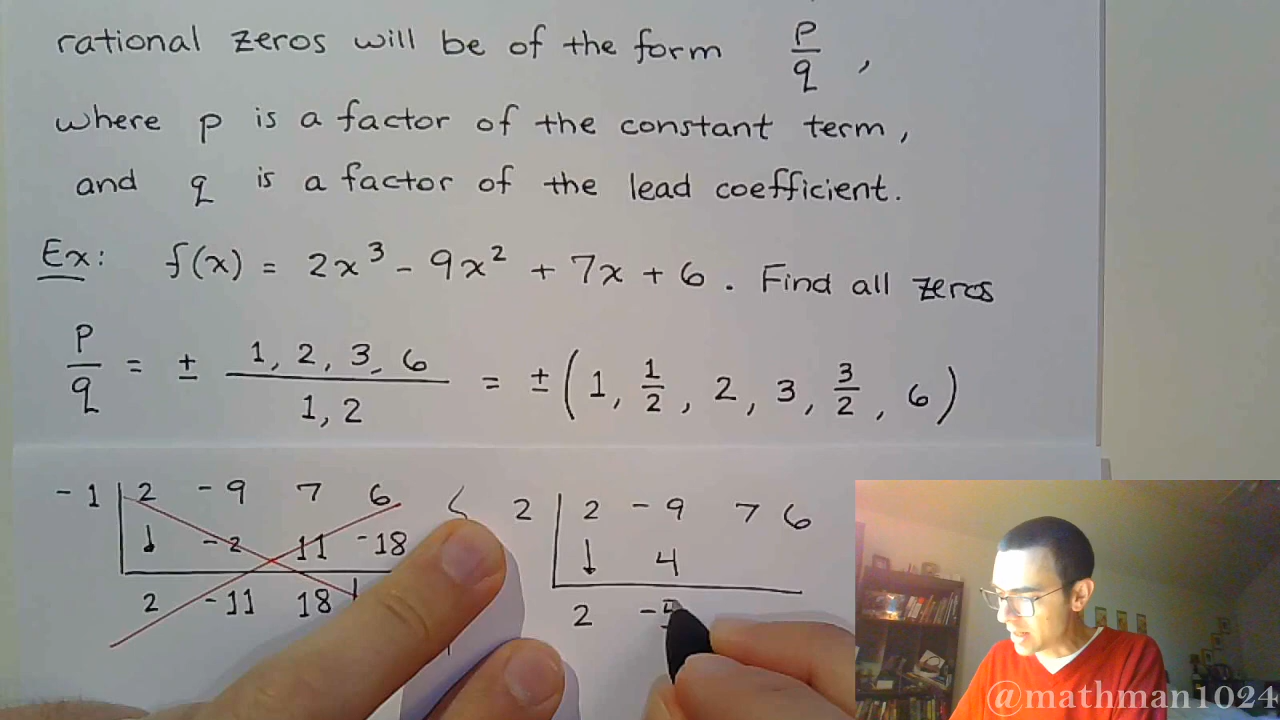 rational zeros will be of the form p/q ,
where p is a factor of the constant term,
and q is a factor of the lead coefficient.
Ex: f(x) = 2x³ - 9x² + 7x + 6 . Find all zeros
p/q = ± 1, 2, 3, 6 / 1, 2 = ± (1, 1/2, 2, 3, 3/2, 6)
-1 | 2 -9 7 6
↓ -2 11 -18
2 -11 18
2 | 2 -9 7 6
↓ 4
2 -5
@mathman1024